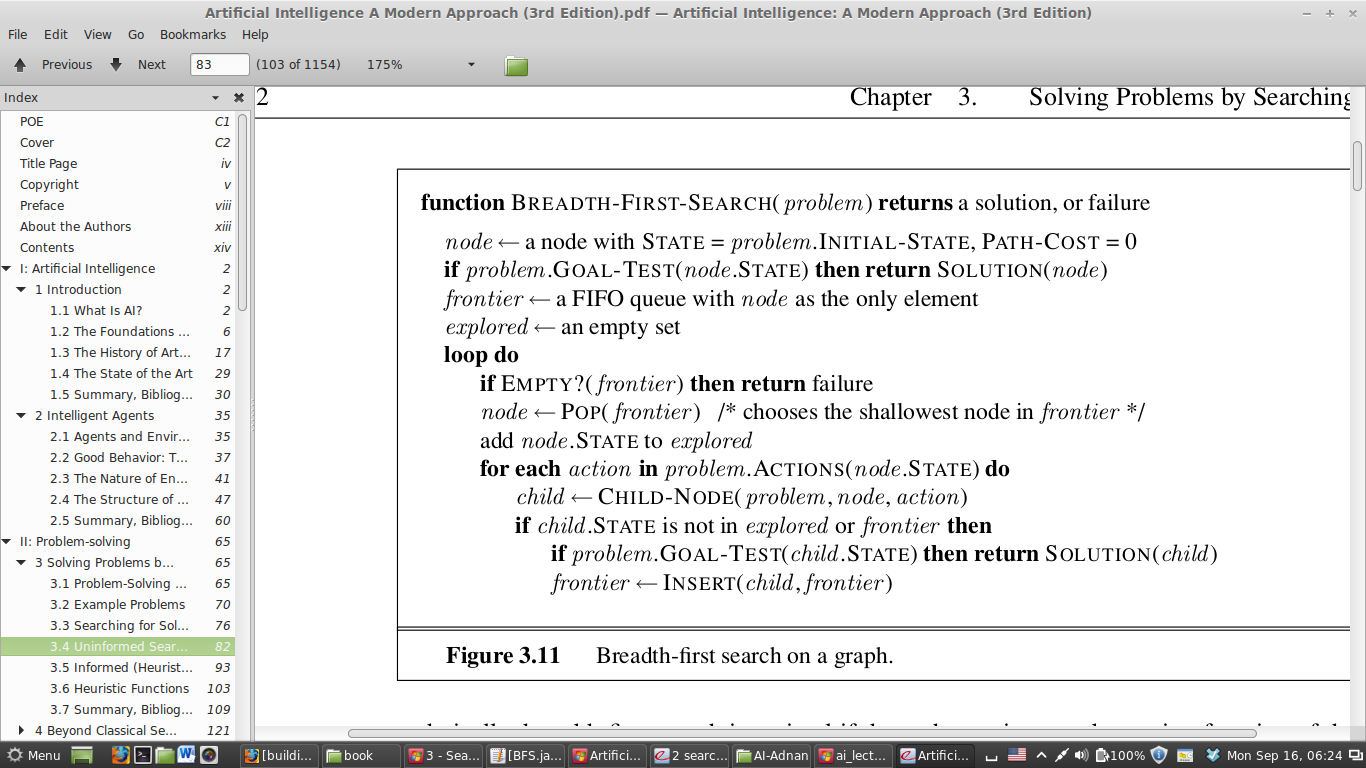 Artificial Intelligence A Modern Approach (3rd Edition).pdf — Artificial Intelligence: A Modern Approach (3rd Edition)
File Edit View Go Bookmarks Help
Previous Next 83 (103 of 1154) 175%
Index
POE C1
Cover C2
Title Page iv
Copyright v
Preface viii
About the Authors xiii
Contents xiv
I: Artificial Intelligence 2
1 Introduction 2
1.1 What Is AI? 2
1.2 The Foundations ... 6
1.3 The History of Art... 17
1.4 The State of the Art 29
1.5 Summary, Bibliog... 30
2 Intelligent Agents 35
2.1 Agents and Envir... 35
2.2 Good Behavior: T... 37
2.3 The Nature of En... 41
2.4 The Structure of ... 47
2.5 Summary, Bibliog... 60
II: Problem-solving 65
3 Solving Problems b... 65
3.1 Problem-Solving ... 65
3.2 Example Problems 70
3.3 Searching for Sol... 76
3.4 Uninformed Sear... 82
3.5 Informed (Heurist... 93
3.6 Heuristic Functions 103
3.7 Summary, Bibliog... 109
4 Beyond Classical Se... 121
2 Chapter 3. Solving Problems by Searching
function BREADTH-FIRST-SEARCH(problem) returns a solution, or failure
node ← a node with STATE = problem.INITIAL-STATE, PATH-COST = 0
if problem.GOAL-TEST(node.STATE) then return SOLUTION(node)
frontier ← a FIFO queue with node as the only element
explored ← an empty set
loop do
if EMPTY?(frontier) then return failure
node ← POP(frontier) /* chooses the shallowest node in frontier */
add node.STATE to explored
for each action in problem.ACTIONS(node.STATE) do
child ← CHILD-NODE(problem, node, action)
if child.STATE is not in explored or frontier then
if problem.GOAL-TEST(child.STATE) then return SOLUTION(child)
frontier ← INSERT(child, frontier)
Figure 3.11 Breadth-first search on a graph.
Menu [buildi... book 3 - Sea... [BFS.ja... Artifici... 2 searc... AI-Adnan ai_lect... Artifici... 100% Mon Sep 16, 06:24